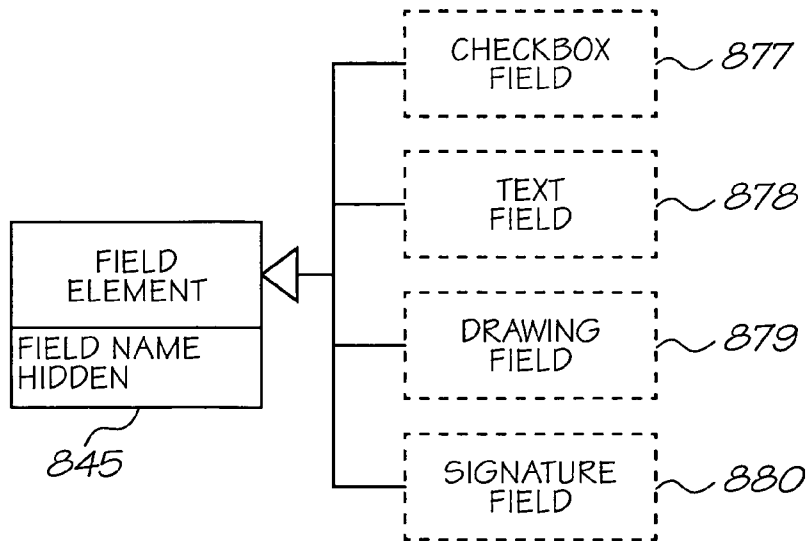 CHECKBOX
FIELD
877
TEXT
FIELD
878
FIELD
ELEMENT
FIELD NAME
HIDDEN
845
DRAWING
FIELD
879
SIGNATURE
FIELD
880